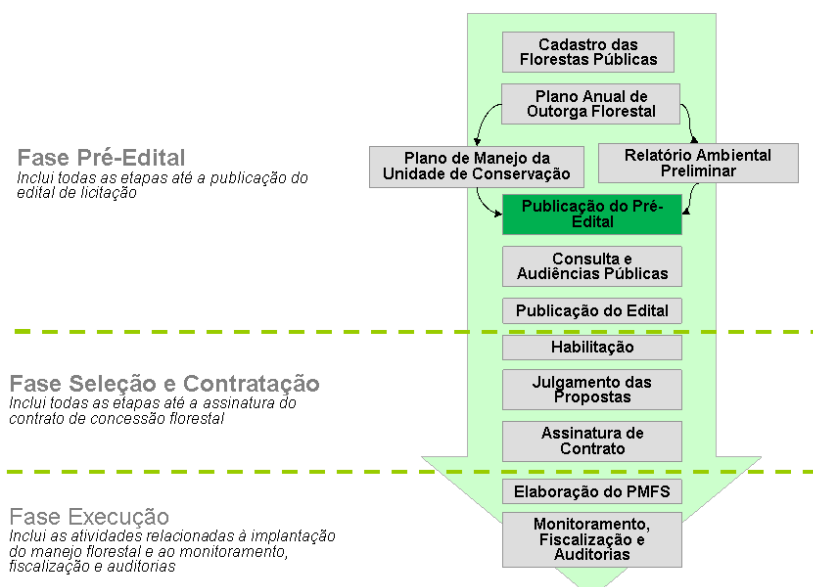 Cadastro das
Florestas Públicas
Plano Anual de
Outorga Florestal
Fase Pré-Edital
Inclui todas as etapas até a publicação do
edital de licitação
Plano de Manejo da
Unidade de Conservação
Relatório Ambiental
Preliminar
Publicação do Pré-
Edital
Consulta e
Audiências Públicas
Publicação do Edital
Habilitação
Fase Seleção e Contratação
Inclui todas as etapas até a assinatura do
contrato de concessão florestal
Julgamento das
Propostas
Assinatura de
Contrato
Elaboração do PMFS
Fase Execução
Inclui as atividades relacionadas à implantação
do manejo florestal e ao monitoramento,
fiscalização e auditorias
Monitoramento,
Fiscalização e
Auditorias